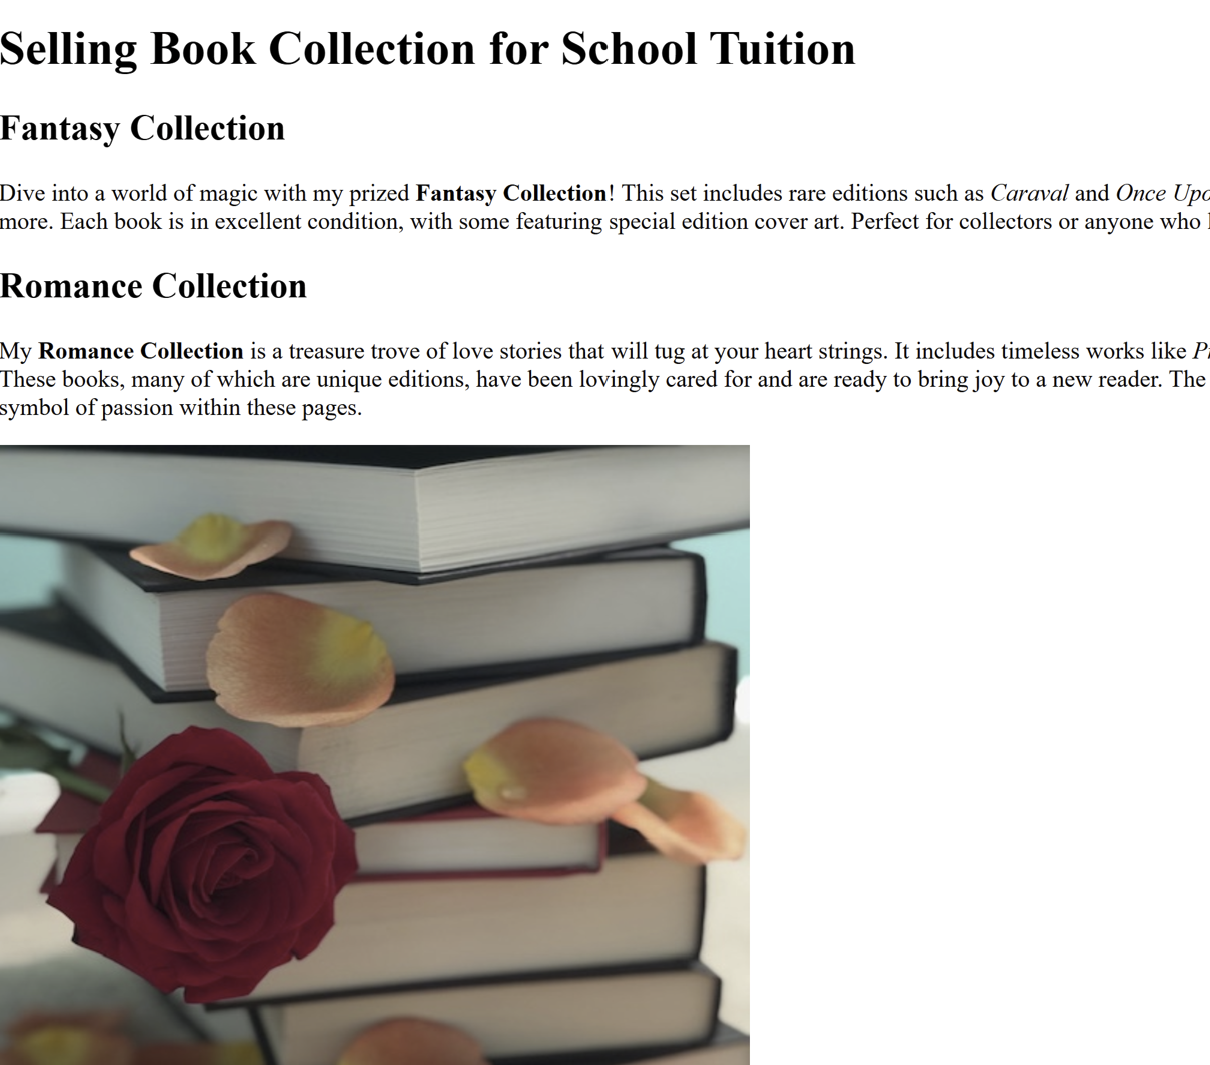 Selling Book Collection for School Tuition
Fantasy Collection
Dive into a world of magic with my prized Fantasy Collection! This set includes rare editions such as Caraval and Once
more. Each book is in excellent condition, with some featuring special edition cover art. Perfect for collectors or anyone who
Romance Collection
My Romance Collection is a treasure trove of love stories that will tug at your heart strings. It includes timeless works like
These books, many of which are unique editions, have been lovingly cared for and are ready to bring joy to a new reader. The
symbol of passion within these pages.